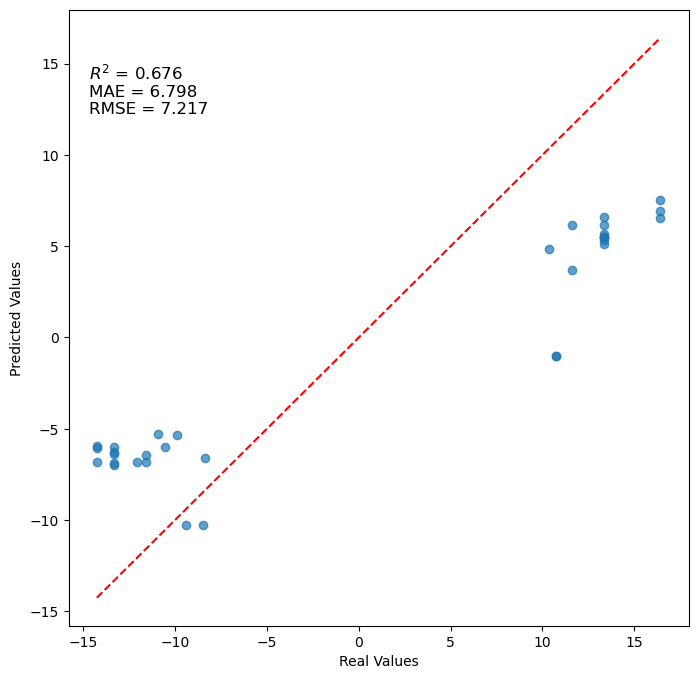 R² = 0.676
MAE = 6.798
RMSE = 7.217
15
10
5
0
−5
−10
−15
Predicted Values
−15 −10 −5 0 5 10 15
Real Values